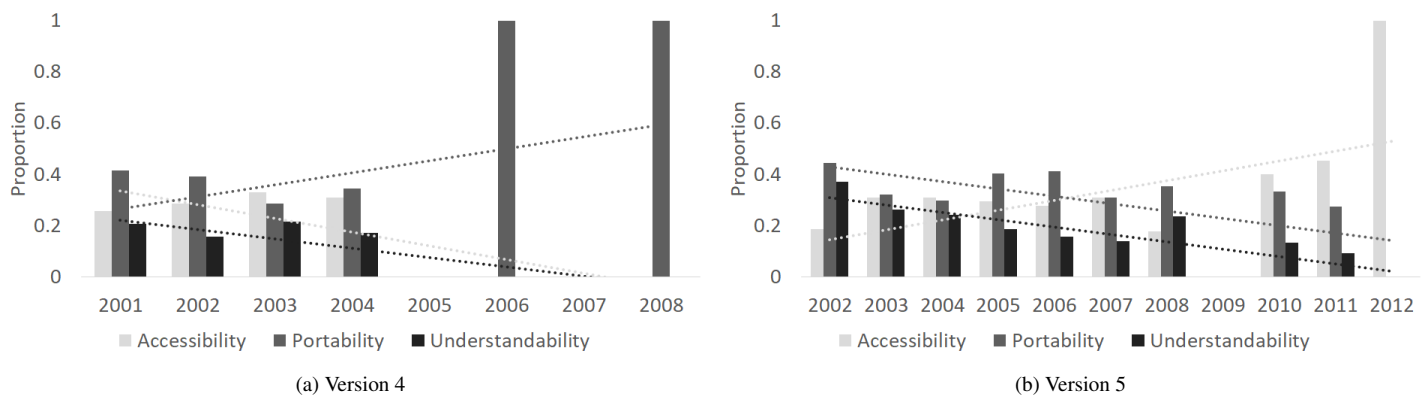 Proportion
1
0.8
0.6
0.4
0.2
0
2001 2002 2003 2004 2005 2006 2007 2008
Accessibility Portability Understandability
(a) Version 4
Proportion
1
0.8
0.6
0.4
0.2
0
2002 2003 2004 2005 2006 2007 2008 2009 2010 2011 2012
Accessibility Portability Understandability
(b) Version 5